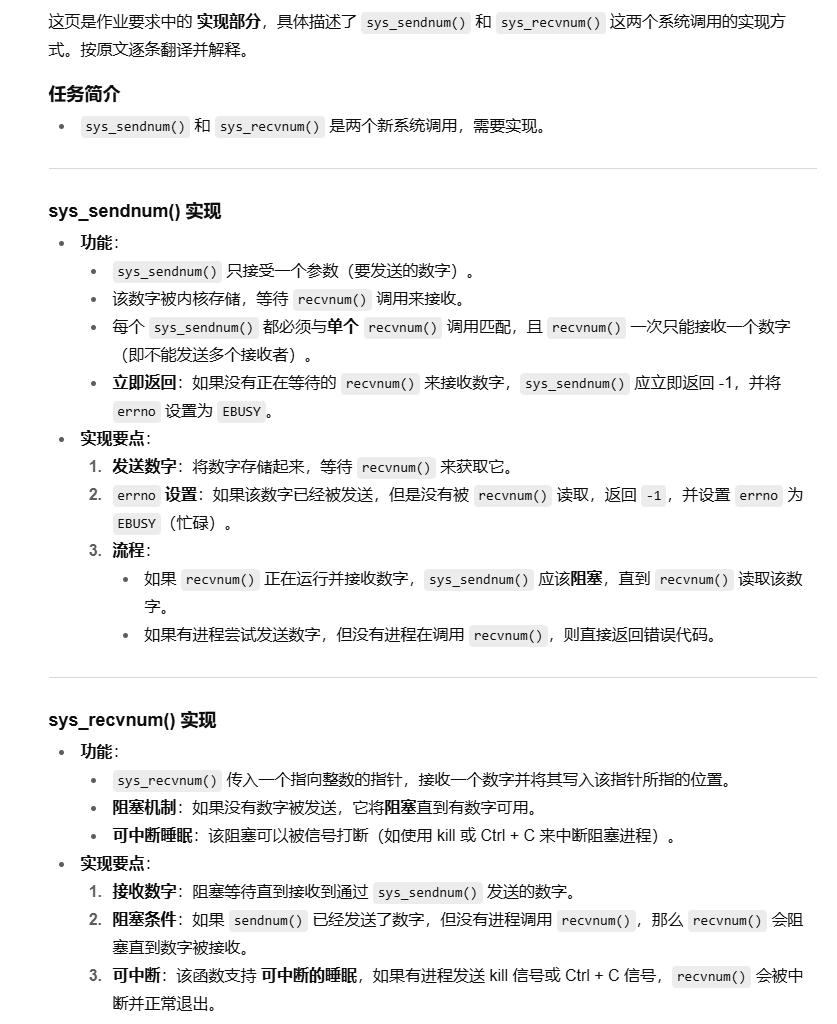 这页是作业要求中的 实现部分，具体描述了 sys_sendnum() 和 sys_recvnum() 这两个系统调用的实现方
式。按原文逐条翻译并解释。
任务简介
• sys_sendnum() 和 sys_recvnum() 是两个新系统调用，需要实现。
sys_sendnum() 实现
• 功能：
• sys_sendnum() 只接受一个参数（要发送的数字）。
• 该数字被内核存储，等待 recvnum() 调用来接收。
• 每个 sys_sendnum() 都必须与单个 recvnum() 调用匹配，且 recvnum() 一次只能接收一个数字
（即不能发送多个接收者）。
• 立即返回：如果没有正在等待的 recvnum() 来接收数字，sys_sendnum() 应立即返回 -1，并将
errno 设置为 EBUSY。
• 实现要点：
1. 发送数字：将数字存储起来，等待 recvnum() 来获取它。
2. errno 设置：如果该数字已经被发送，但是没有被 recvnum() 读取，返回 -1，并设置 errno 为
EBUSY（忙碌）。
3. 流程：
• 如果 recvnum() 正在运行并接收数字，sys_sendnum() 应该阻塞，直到 recvnum() 读取该数
字。
• 如果有进程尝试发送数字，但没有进程在调用 recvnum()，则直接返回错误代码。
sys_recvnum() 实现
• 功能：
• sys_recvnum() 传入一个指向整数的指针，接收一个数字并将其写入该指针所指的位置。
• 阻塞机制：如果没有数字被发送，它将阻塞直到有数字可用。
• 可中断睡眠：该阻塞可以被信号打断（如使用 kill 或 Ctrl + C 来中断阻塞进程）。
• 实现要点：
1. 接收数字：阻塞等待直到接收到通过 sys_sendnum() 发送的数字。
2. 阻塞条件：如果 sendnum() 已经发送了数字，但没有进程调用 recvnum()，那么 recvnum() 会阻
塞直到数字被接收。
3. 可中断：该函数支持 可中断的睡眠，如果有进程发送 kill 信号或 Ctrl + C 信号，recvnum() 会被中
断并正常退出。